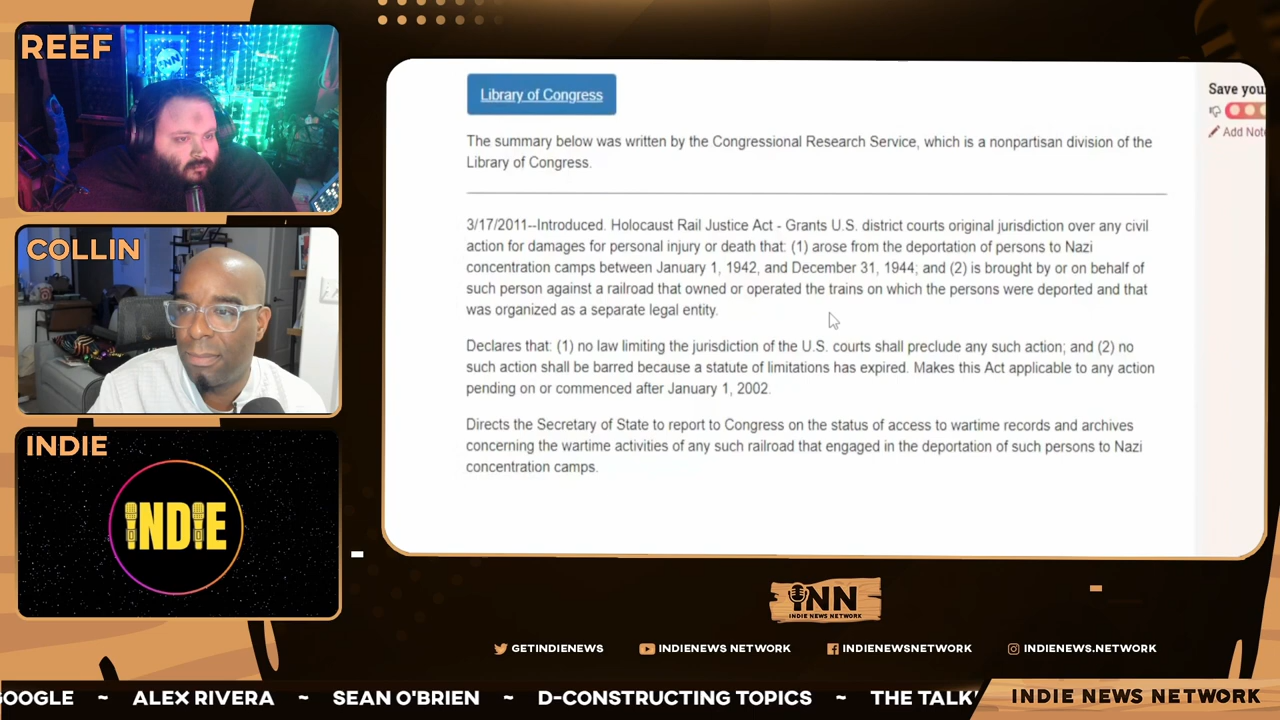 REEF
INN
COLLIN
INDIE
INDIE
Library of Congress
The summary below was written by the Congressional Research Service, which is a nonpartisan division of the
Library of Congress.
3/17/2011--Introduced. Holocaust Rail Justice Act - Grants U.S. district courts original jurisdiction over any civil
action for damages for personal injury or death that: (1) arose from the deportation of persons to Nazi
concentration camps between January 1, 1942, and December 31, 1944; and (2) is brought by or on behalf of
such person against a railroad that owned or operated the trains on which the persons were deported and that
was organized as a separate legal entity.
Declares that: (1) no law limiting the jurisdiction of the U.S. courts shall preclude any such action; and (2) no
such action shall be barred because a statute of limitations has expired. Makes this Act applicable to any action
pending on or commenced after January 1, 2002.
Directs the Secretary of State to report to Congress on the status of access to wartime records and archives
concerning the wartime activities of any such railroad that engaged in the deportation of such persons to Nazi
concentration camps.
Save you
Add Not
INN
INDIE NEWS NETWORK
GETINDIENEWS
INDIENEWS NETWORK
INDIENEWSNETWORK
INDIENEWS.NETWORK
GOOGLE ~ ALEX RIVERA ~ SEAN O'BRIEN ~ D-CONSTRUCTING TOPICS ~ THE TALK'
INDIE NEWS NETWORK